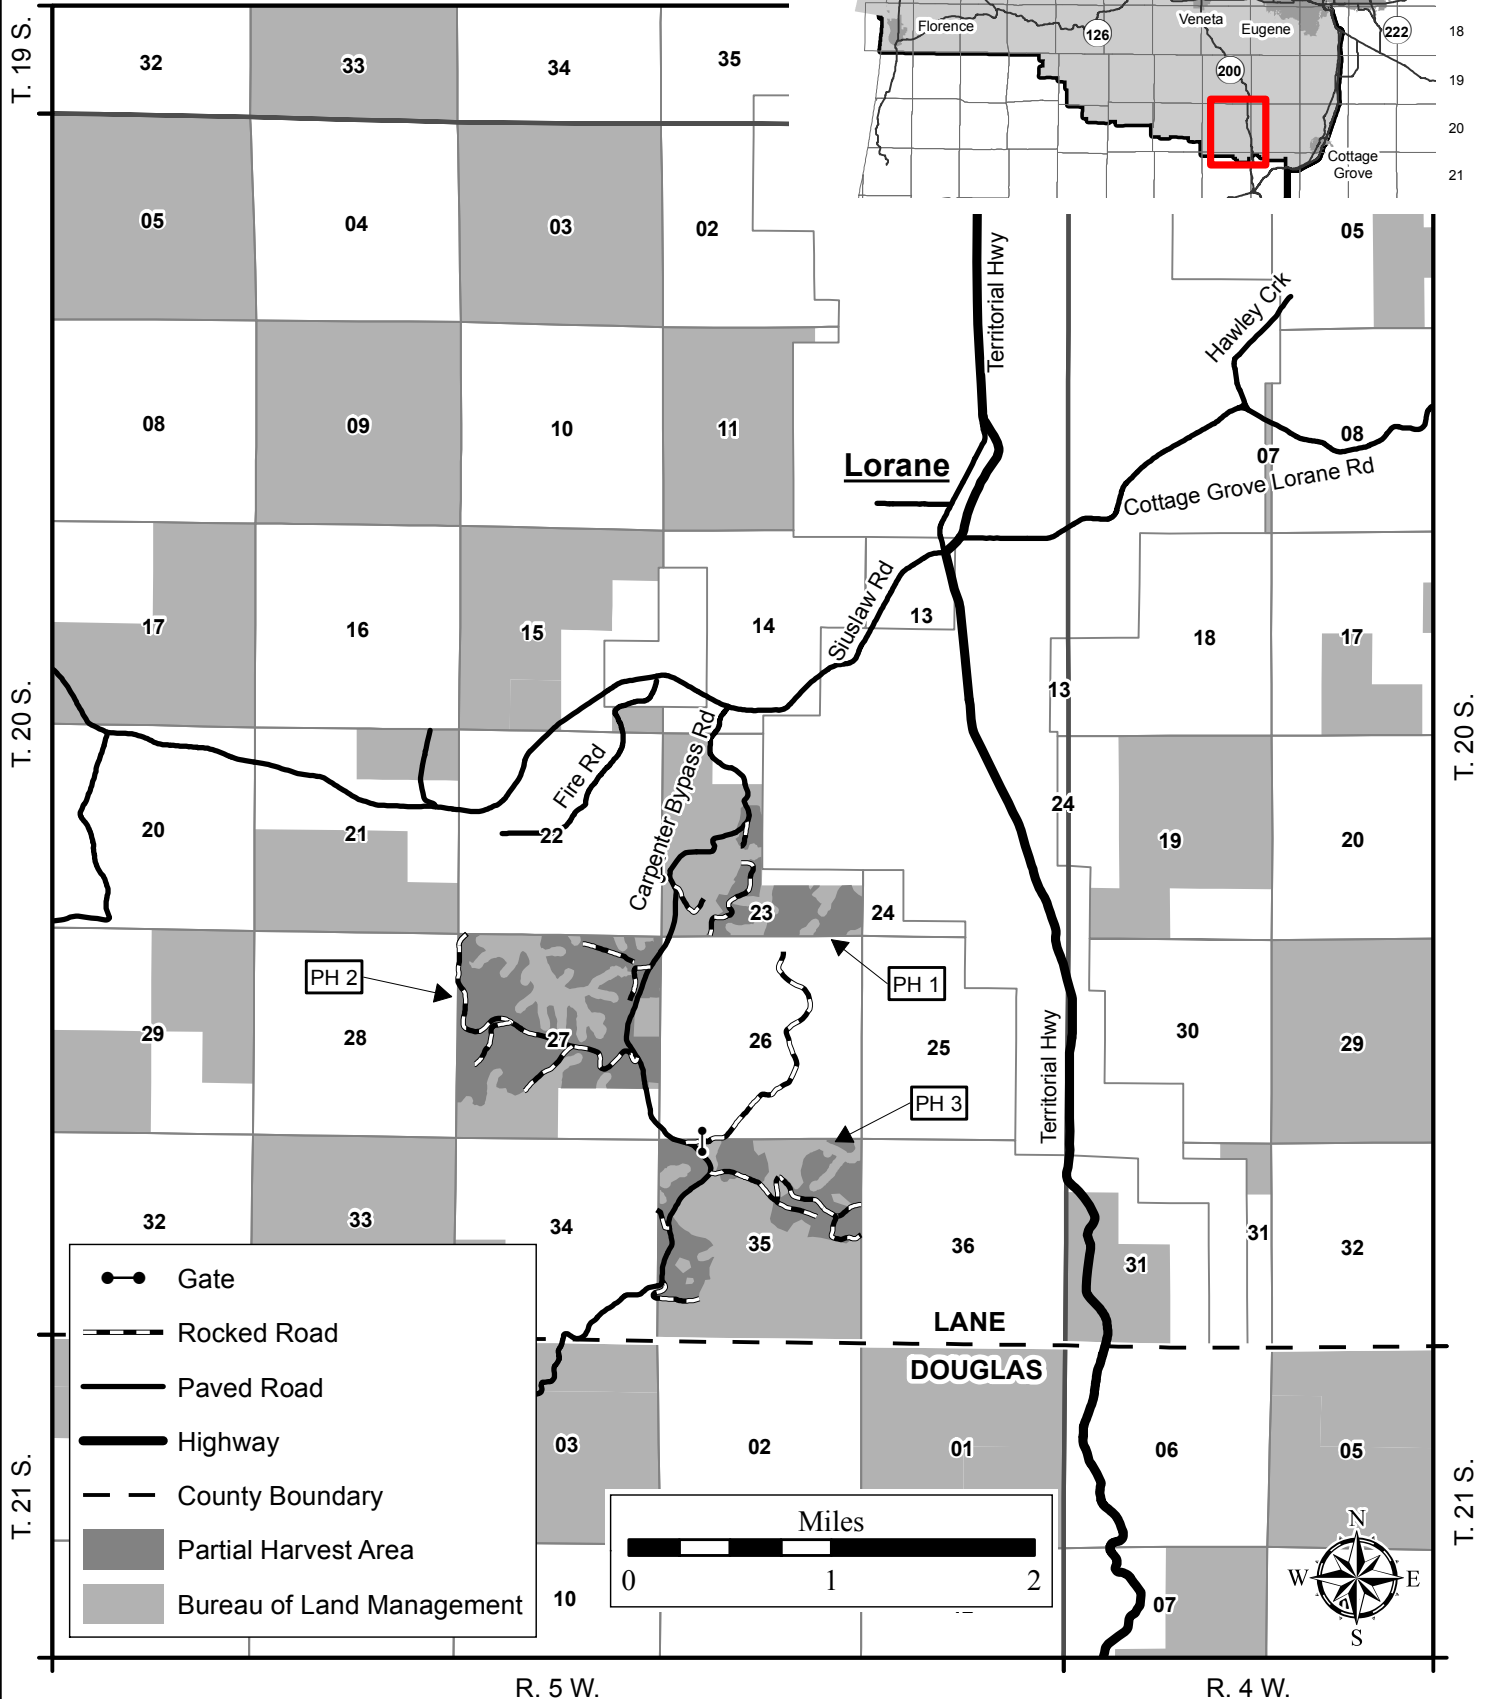 T. 19 S.
32
33
34
35
Florence
126
Veneta
Eugene
222
200
Cottage
Grove
18
19
20
21
05
04
03
02
Territorial Hwy
Hawley Crk
05
08
09
10
11
Lorane
08
07
Cottage Grove Lorane Rd
17
16
15
14
Siuslaw Rd
13
13
18
17
T. 20 S.
T. 20 S.
20
21
22
Fire Rd
Carpenter Bypass Rd
23
24
24
19
20
PH 2
PH 1
29
28
27
26
25
Territorial Hwy
30
29
PH 3
32
33
34
35
36
31
31
32
LANE
DOUGLAS
Gate
Rocked Road
Paved Road
Highway
County Boundary
Partial Harvest Area
Bureau of Land Management
T. 21 S.
03
02
01
06
05
T. 21 S.
Miles
0
1
2
10
07
N
W
E
S
R. 5 W.
R. 4 W.